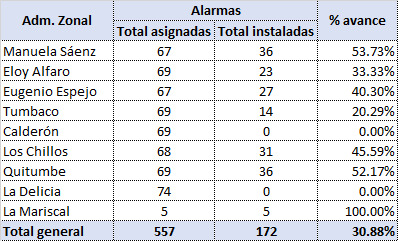 Adm. Zonal Alarmas % avance
Total asignadas Total instaladas
Manuela Sáenz 67 36 53.73%
Eloy Alfaro 69 23 33.33%
Eugenio Espejo 67 27 40.30%
Tumbaco 69 14 20.29%
Calderón 69 0 0.00%
Los Chillos 68 31 45.59%
Quitumbe 69 36 52.17%
La Delicia 74 0 0.00%
La Mariscal 5 5 100.00%
Total general 557 172 30.88%